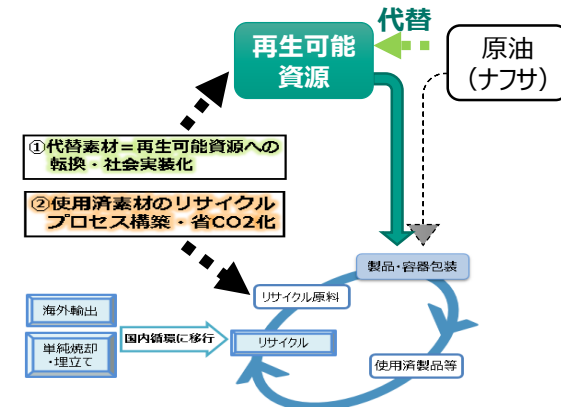 代替
再生可能
資源
原油
（ナフサ）
①代替素材＝再生可能資源への
転換・社会実装化
②使用済素材のリサイクル
プロセス構築・省CO2化
製品・容器包装
リサイクル原料
海外輸出
国内循環に移行
リサイクル
単純焼却
・埋立て
使用済製品等